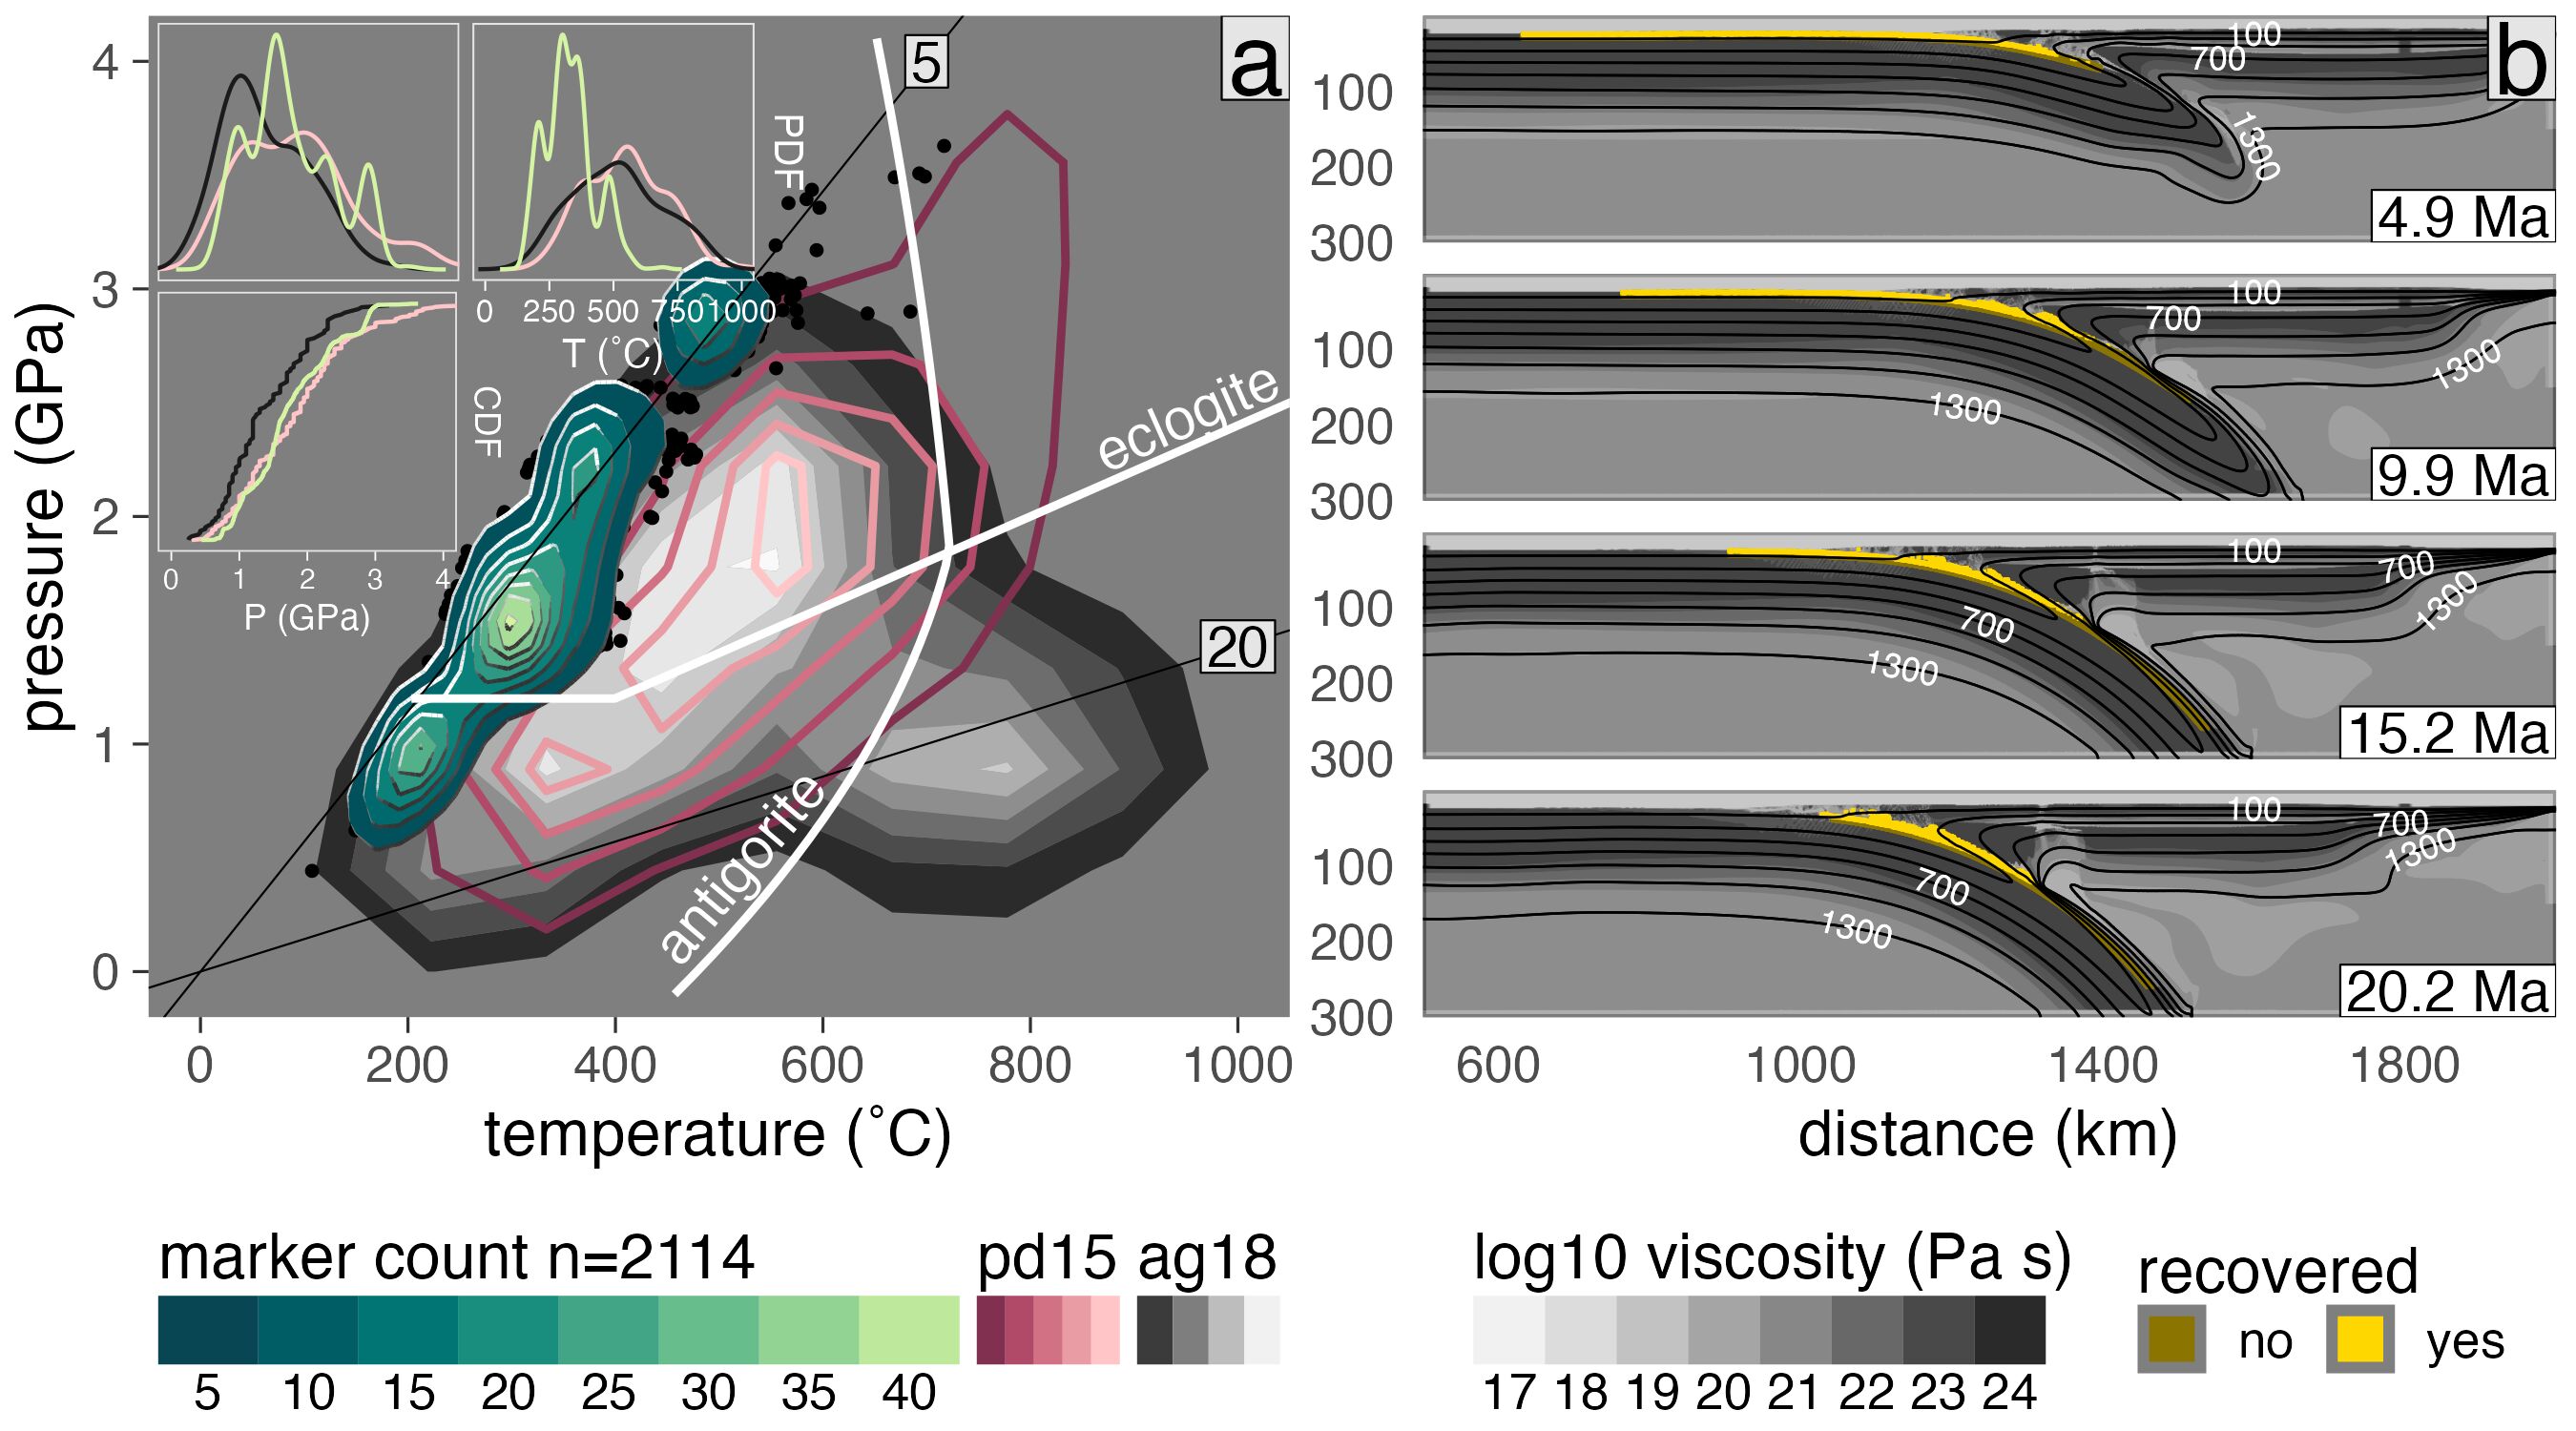 a
5
20
PDF
CDF
0 250 500 750 1000
T (˚C)
0 1 2 3 4
P (GPa)
eclogite
antigorite
4
3
2
1
0
pressure (GPa)
0 200 400 600 800 1000
temperature (˚C)
b
100
700
1300
4.9 Ma
100
200
300
100
700
1300
1300
9.9 Ma
100
200
300
100
700
1300
700
1300
15.2 Ma
100
200
300
100
700
1300
700
1300
20.2 Ma
100
200
300
600 1000 1400 1800
distance (km)
marker count n=2114
5 10 15 20 25 30 35 40
pd15 ag18
log10 viscosity (Pa s)
17 18 19 20 21 22 23 24
recovered
no yes